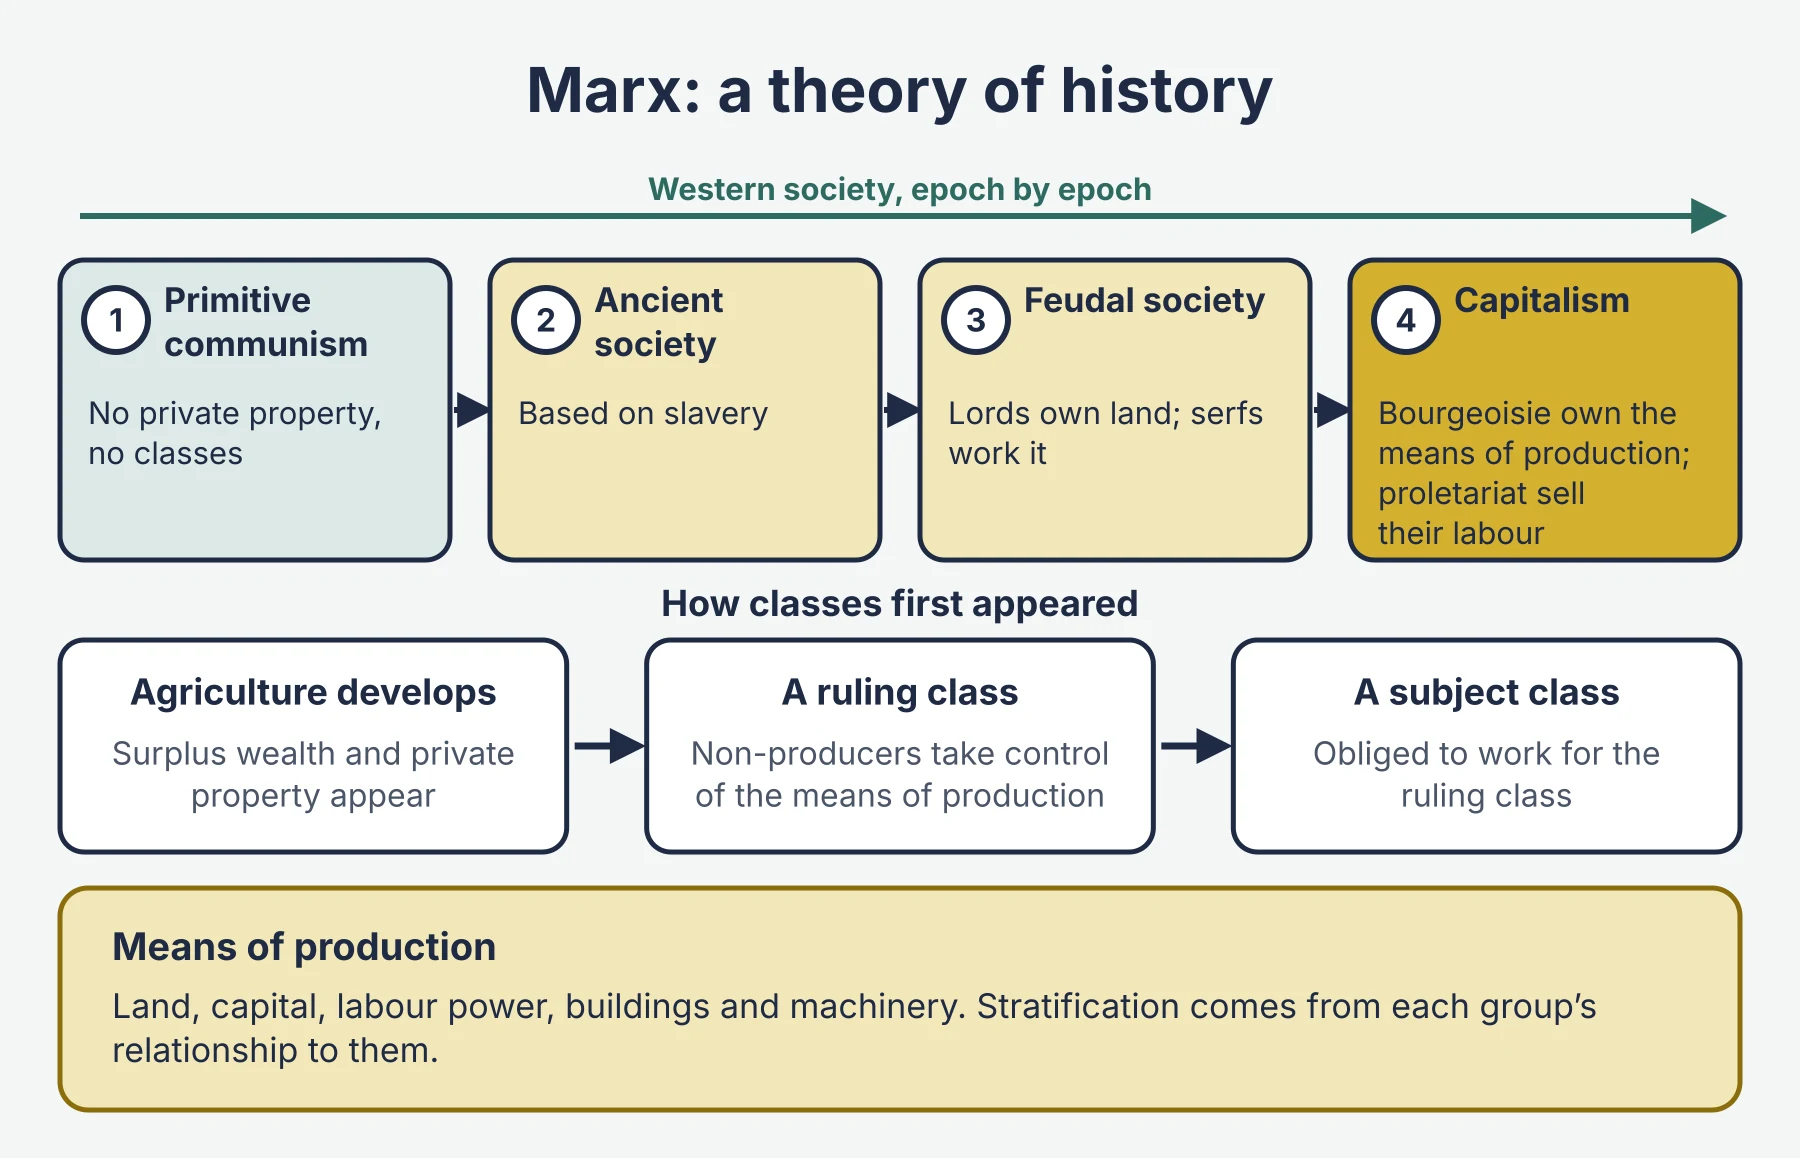 Marx: a theory of history
Western society, epoch by epoch
1
Primitive
communism
No private property,
no classes
2
Ancient
society
Based on slavery
3
Feudal society
Lords own land; serfs
work it
4
Capitalism
Bourgeoisie own the
means of production;
proletariat sell
their labour
How classes first appeared
Agriculture develops
Surplus wealth and private
property appear
A ruling class
Non-producers take control
of the means of production
A subject class
Obliged to work for the
ruling class
Means of production
Land, capital, labour power, buildings and machinery. Stratification comes from each group’s
relationship to them.